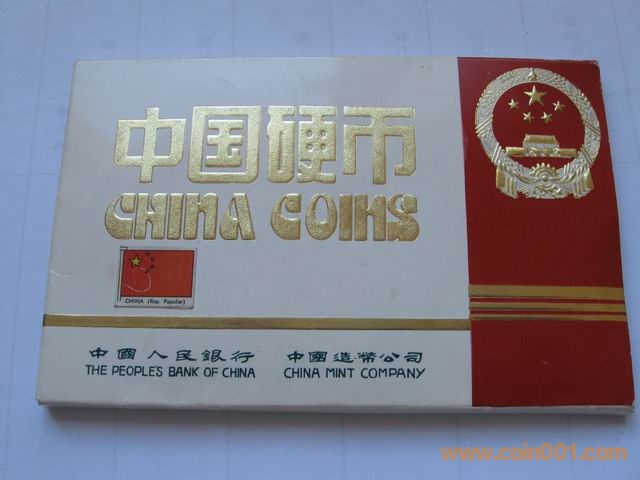 中国硬币
CHINA COINS
CHINA (Rep. Popular)
中國人民銀行 中國造幣公司
THE PEOPLE'S BANK OF CHINA CHINA MINT COMPANY
www.coin001.com